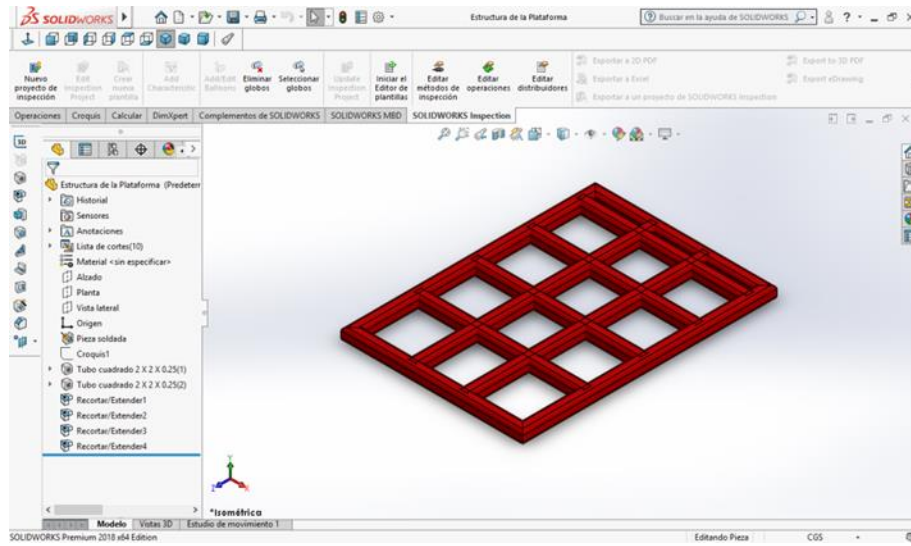 SOLIDWORKS
Estructura de la Plataforma
Buscar en la ayuda de SOLIDWORKS
Nuevo proyecto de inspección
Edit Inspection Project
Crear nueva plantilla
Add Characteristic
Add/Edit Balloons
Eliminar globos
Seleccionar globos
Update Inspection Project
Iniciar el Editor de plantillas
Editar métodos de inspección
Editar operaciones
Editar distribuidores
Exportar a 2D PDF
Exportar a Excel
Exportar a un proyecto de SOLIDWORKS Inspection
Export to 3D PDF
Export eDrawing
Operaciones Croquis Calcular DimXpert Complementos de SOLIDWORKS SOLIDWORKS MBD SOLIDWORKS Inspection
Estructura de la Plataforma (Predeterm
Historial
Sensores
Anotaciones
Lista de cortes(10)
Material <sin especificar>
Alzado
Planta
Vista lateral
Origen
Pieza soldada
Croquis1
Tubo cuadrado 2 X 2 X 0.25(1)
Tubo cuadrado 2 X 2 X 0.25(2)
Recortar/Extender1
Recortar/Extender2
Recortar/Extender3
Recortar/Extender4
*Isométrica
Modelo Vistas 3D Estudio de movimiento 1
SOLIDWORKS Premium 2018 x64 Edition
Editando Pieza
CGS